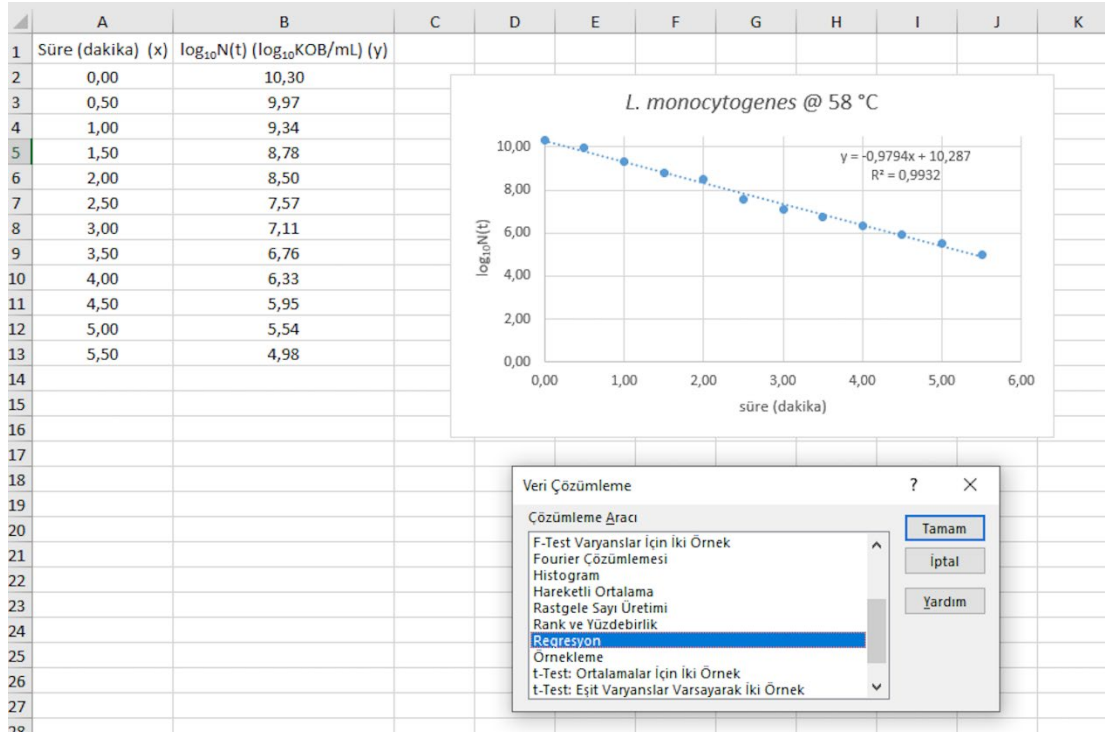 A B C D E F G H I J K
1 Süre (dakika) (x) log₁₀N(t) (log₁₀KOB/mL) (y)
2 0,00 10,30
3 0,50 9,97
4 1,00 9,34
5 1,50 8,78
6 2,00 8,50
7 2,50 7,57
8 3,00 7,11
9 3,50 6,76
10 4,00 6,33
11 4,50 5,95
12 5,00 5,54
13 5,50 4,98
14
15
16
17
18
19
20
21
22
23
24
25
26
27
28
L. monocytogenes @ 58 °C
y = -0,9794x + 10,287
R² = 0,9932
10,00
8,00
6,00
4,00
2,00
0,00
log₁₀N(t)
0,00 1,00 2,00 3,00 4,00 5,00 6,00
süre (dakika)
Veri Çözümleme ? ×
Çözümleme Aracı
F-Test Varyanslar İçin İki Örnek
Fourier Çözümlemesi
Histogram
Hareketli Ortalama
Rastgele Sayı Üretimi
Rank ve Yüzdebirlik
Regresyon
Örnekleme
t-Test: Ortalamalar İçin İki Örnek
t-Test: Eşit Varyanslar Varsayarak İki Örnek
Tamam
İptal
Yardım